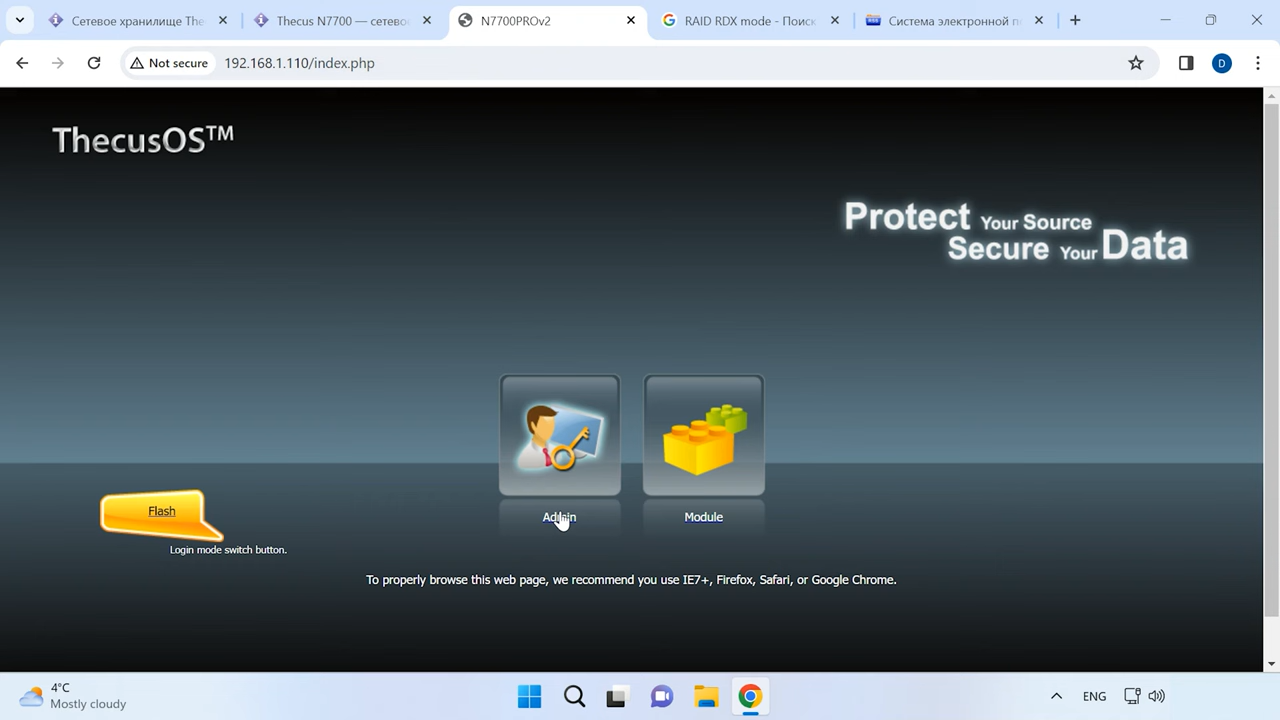 Сетевое хранилище The
Thecus N7700 — сетево
N7700PROv2
RAID RDX mode - Поиск
Система электронной п
Not secure
192.168.1.110/index.php
D
ThecusOS™
Protect Your Source
Secure Your Data
Admin
Module
Flash
Login mode switch button.
To properly browse this web page, we recommend you use IE7+, Firefox, Safari, or Google Chrome.
4°C
Mostly cloudy
ENG